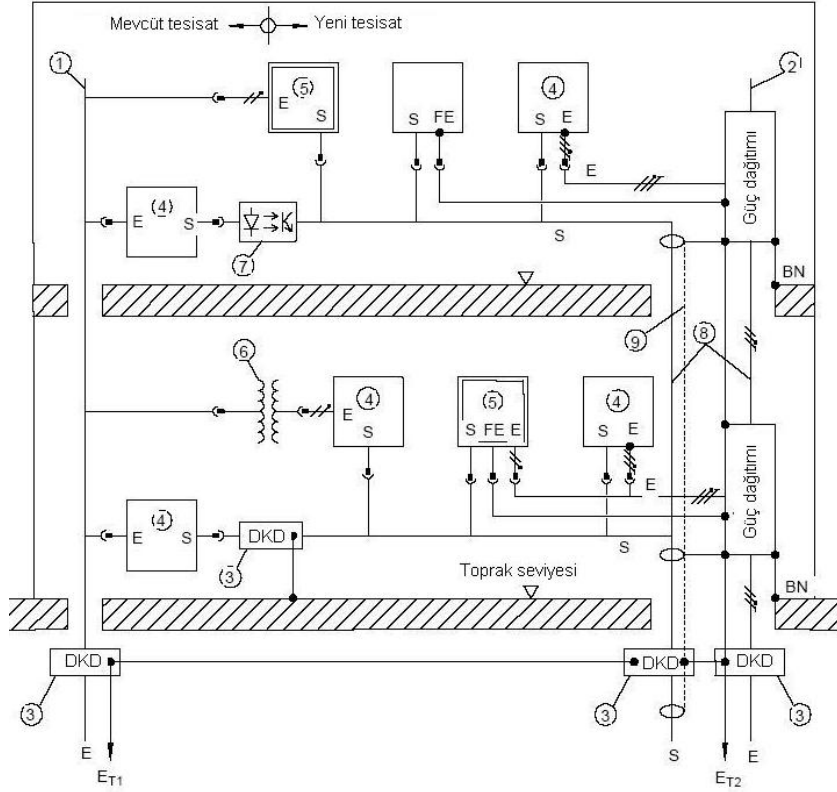 Mevcüt tesisat Yeni tesisat
1 5 4 2
E S S FE S E
E
Güç dağıtımı
(4) E S
S
7
BN
9 8
6
4 5 4
E S S FE E S E
E
Güç dağıtımı
(4) E S DKD
S
3 Toprak seviyesi
BN
DKD DKD DKD
3 3 3
E S E
ET1 ET2